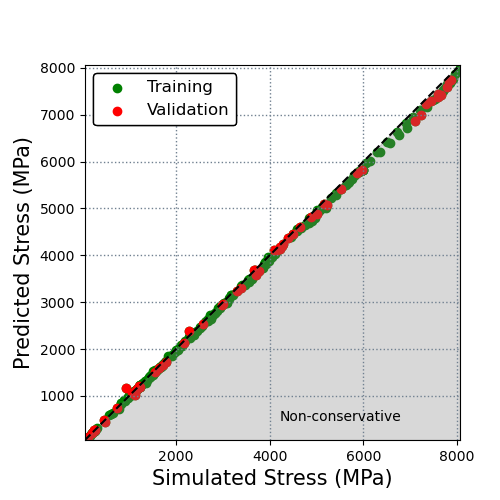 8000
7000
6000
5000
4000
3000
2000
1000
Predicted Stress (MPa)
Training
Validation
Non-conservative
2000 4000 6000 8000
Simulated Stress (MPa)